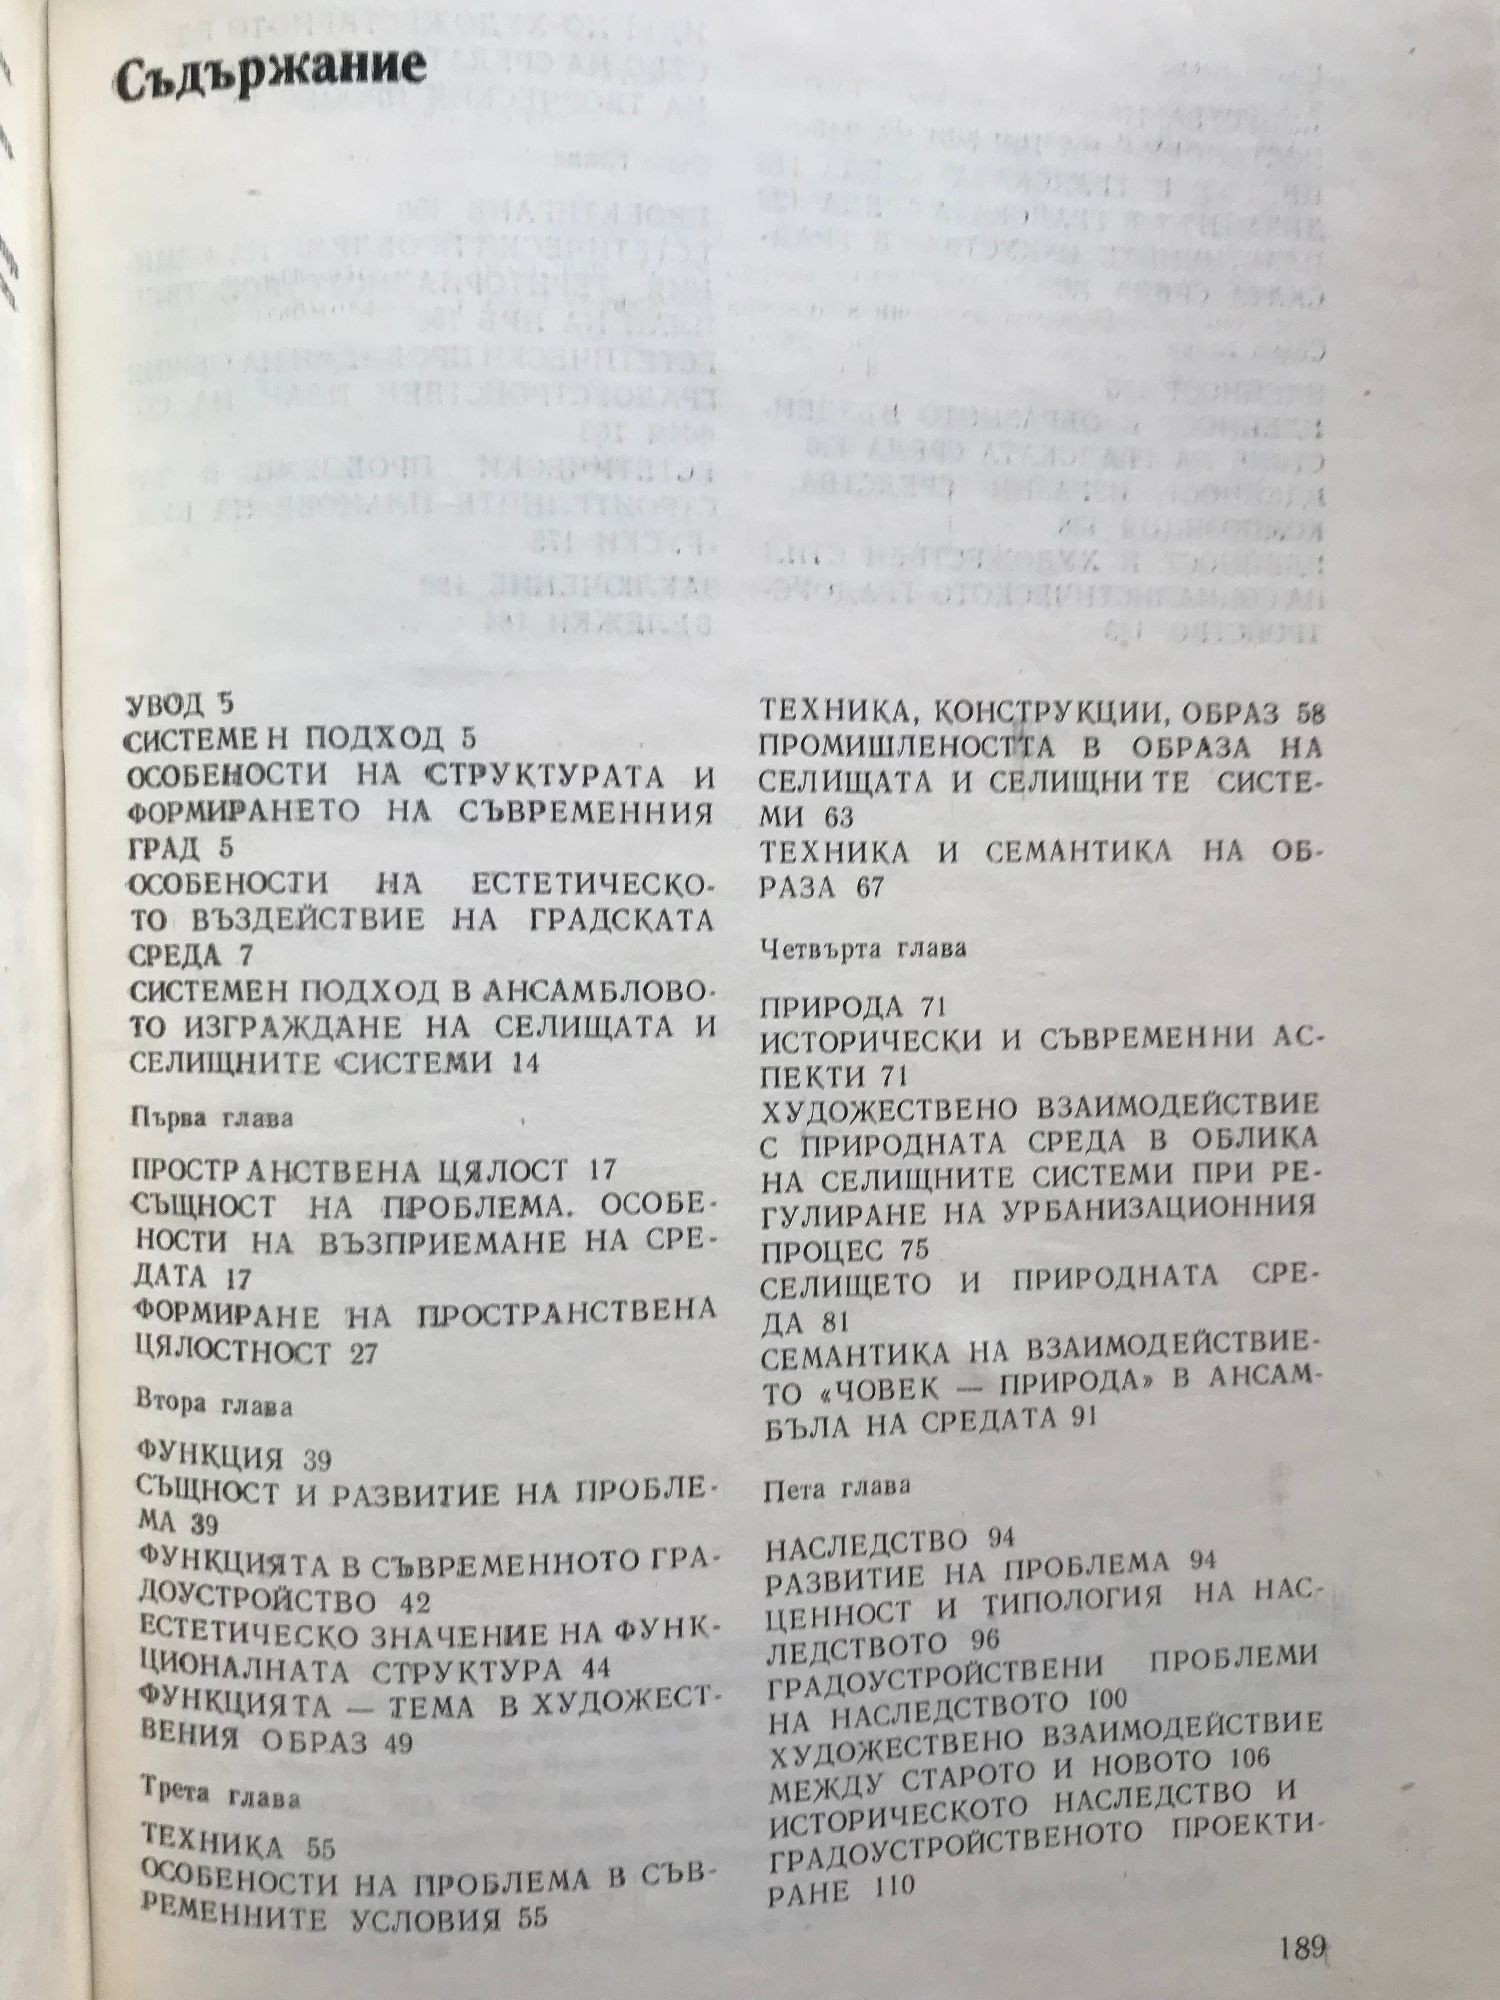 Съдържание
УВОД 5
СИСТЕМЕН ПОДХОД 5
ОСОБЕНОСТИ НА СТРУКТУРАТА И
ФОРМИРАНЕТО НА СЪВРЕМЕННИЯ
ГРАД 5
ОСОБЕНОСТИ НА ЕСТЕТИЧЕСКО-
ТО ВЪЗДЕЙСТВИЕ НА ГРАДСКАТА
СРЕДА 7
СИСТЕМЕН ПОДХОД В АНСАМБЛОВО-
ТО ИЗГРАЖДАНЕ НА СЕЛИЩАТА И
СЕЛИЩНИТЕ СИСТЕМИ 14
Първа глава
ПРОСТРАНСТВЕНА ЦЯЛОСТ 17
СЪЩНОСТ НА ПРОБЛЕМА. ОСОБЕ-
НОСТИ НА ВЪЗПРИЕМАНЕ НА СРЕ-
ДАТА 17
ФОРМИРАНЕ НА ПРОСТРАНСТВЕНА
ЦЯЛОСТНОСТ 27
Втора глава
ФУНКЦИЯ 39
СЪЩНОСТ И РАЗВИТИЕ НА ПРОБЛЕ-
МА 39
ФУНКЦИЯТА В СЪВРЕМЕННОТО ГРА-
ДОУСТРОЙСТВО 42
ЕСТЕТИЧЕСКО ЗНАЧЕНИЕ НА ФУНК-
ЦИОНАЛНАТА СТРУКТУРА 44
ФУНКЦИЯТА — ТЕМА В ХУДОЖЕСТ-
ВЕНИЯ ОБРАЗ 49
Трета глава
ТЕХНИКА 55
ОСОБЕНОСТИ НА ПРОБЛЕМА В СЪВ-
РЕМЕННИТЕ УСЛОВИЯ 55
ТЕХНИКА, КОНСТРУКЦИИ, ОБРАЗ 58
ПРОМИШЛЕНОСТТА В ОБРАЗА НА
СЕЛИЩАТА И СЕЛИЩНИТЕ СИСТЕ-
МИ 63
ТЕХНИКА И СЕМАНТИКА НА ОБ-
РАЗА 67
Четвърта глава
ПРИРОДА 71
ИСТОРИЧЕСКИ И СЪВРЕМЕННИ АС-
ПЕКТИ 71
ХУДОЖЕСТВЕНО ВЗАИМОДЕЙСТВИЕ
С ПРИРОДНАТА СРЕДА В ОБЛИКА
НА СЕЛИЩНИТЕ СИСТЕМИ ПРИ РЕ-
ГУЛИРАНЕ НА УРБАНИЗАЦИОННИЯ
ПРОЦЕС 75
СЕЛИЩЕТО И ПРИРОДНАТА СРЕ-
ДА 81
СЕМАНТИКА НА ВЗАИМОДЕЙСТВИЕ-
ТО «ЧОВЕК — ПРИРОДА» В АНСАМ-
БЪЛА НА СРЕДАТА 91
Пета глава
НАСЛЕДСТВО 94
РАЗВИТИЕ НА ПРОБЛЕМА 94
ЦЕННОСТ И ТИПОЛОГИЯ НА НАС-
ЛЕДСТВОТО 96
ГРАДОУСТРОЙСТВЕНИ ПРОБЛЕМИ
НА НАСЛЕДСТВОТО 100
ХУДОЖЕСТВЕНО ВЗАИМОДЕЙСТВИЕ
МЕЖДУ СТАРОТО И НОВОТО 106
ИСТОРИЧЕСКОТО НАСЛЕДСТВО И
ГРАДОУСТРОЙСТВЕНОТО ПРОЕКТИ-
РАНЕ 110
189